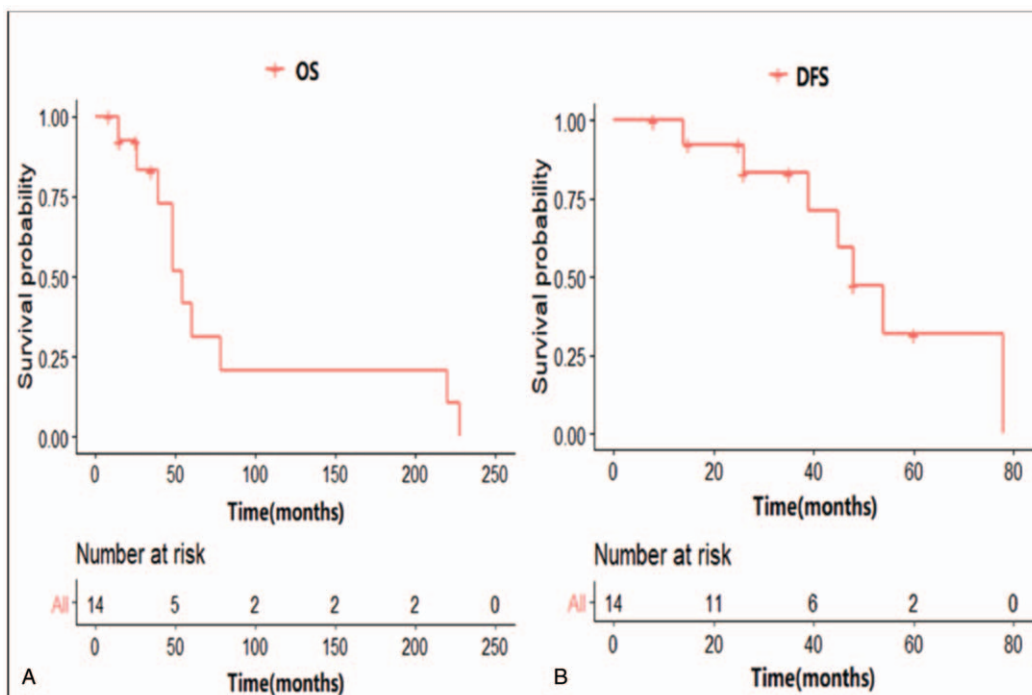 OS
1.00
0.75
0.50
0.25
0.00
Survival probability
0 50 100 150 200 250
Time(months)
Number at risk
All 14 5 2 2 2 0
0 50 100 150 200 250
Time(months)
A
DFS
1.00
0.75
0.50
0.25
0.00
Survival probability
0 20 40 60 80
Time(months)
Number at risk
All 14 11 6 2 0
0 20 40 60 80
Time(months)
B